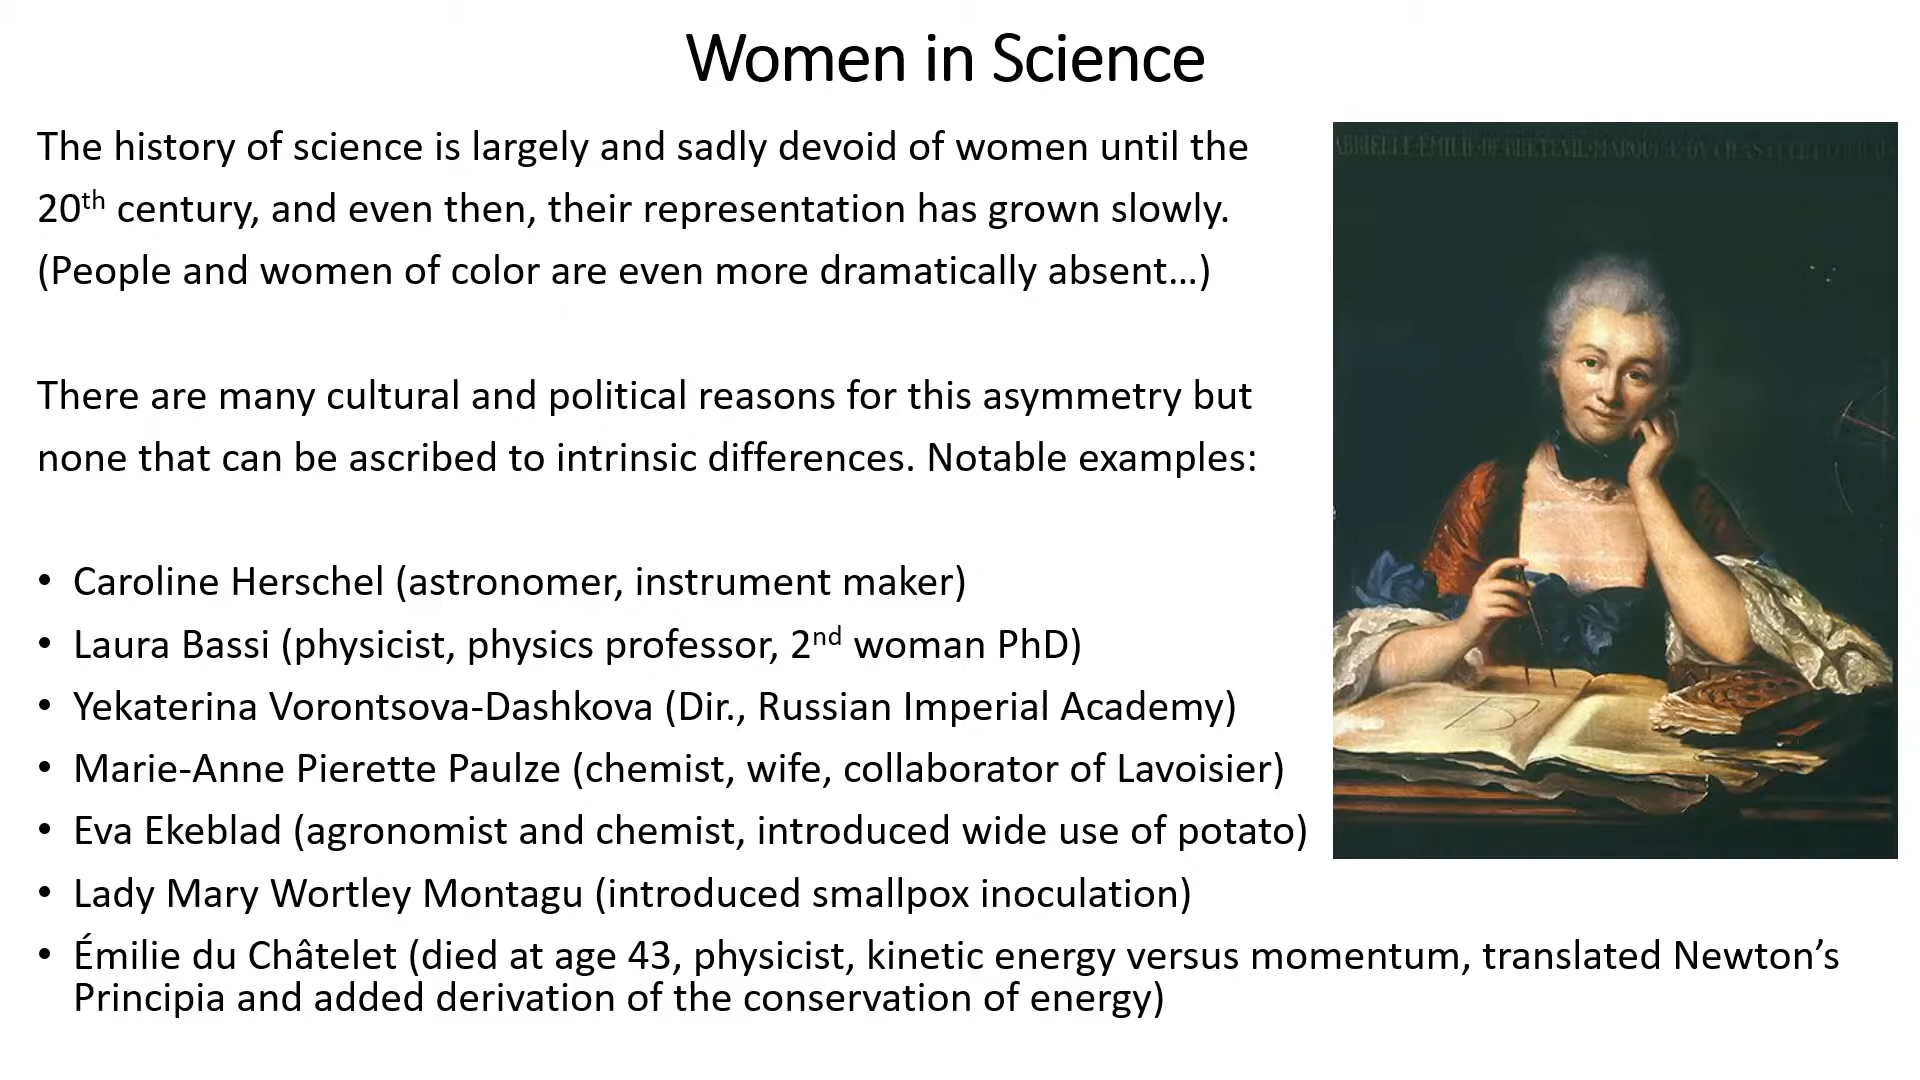 Women in Science
The history of science is largely and sadly devoid of women until the
20th century, and even then, their representation has grown slowly.
(People and women of color are even more dramatically absent…)
There are many cultural and political reasons for this asymmetry but
none that can be ascribed to intrinsic differences. Notable examples:
• Caroline Herschel (astronomer, instrument maker)
• Laura Bassi (physicist, physics professor, 2nd woman PhD)
• Yekaterina Vorontsova-Dashkova (Dir., Russian Imperial Academy)
• Marie-Anne Pierette Paulze (chemist, wife, collaborator of Lavoisier)
• Eva Ekeblad (agronomist and chemist, introduced wide use of potato)
• Lady Mary Wortley Montagu (introduced smallpox inoculation)
• Émilie du Châtelet (died at age 43, physicist, kinetic energy versus momentum, translated Newton’s
Principia and added derivation of the conservation of energy)